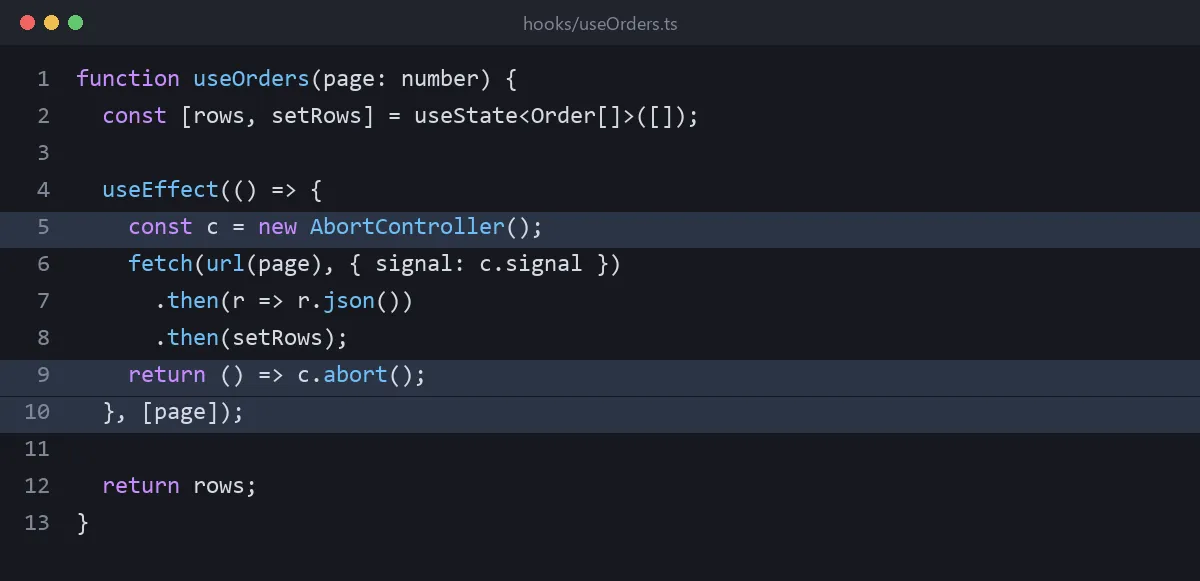 hooks/useOrders.ts
1 function useOrders(page: number) {
2   const [rows, setRows] = useState<Order[]>([]);
3
4   useEffect(() => {
5     const c = new AbortController();
6     fetch(url(page), { signal: c.signal })
7       .then(r => r.json())
8       .then(setRows);
9     return () => c.abort();
10   }, [page]);
11
12   return rows;
13 }